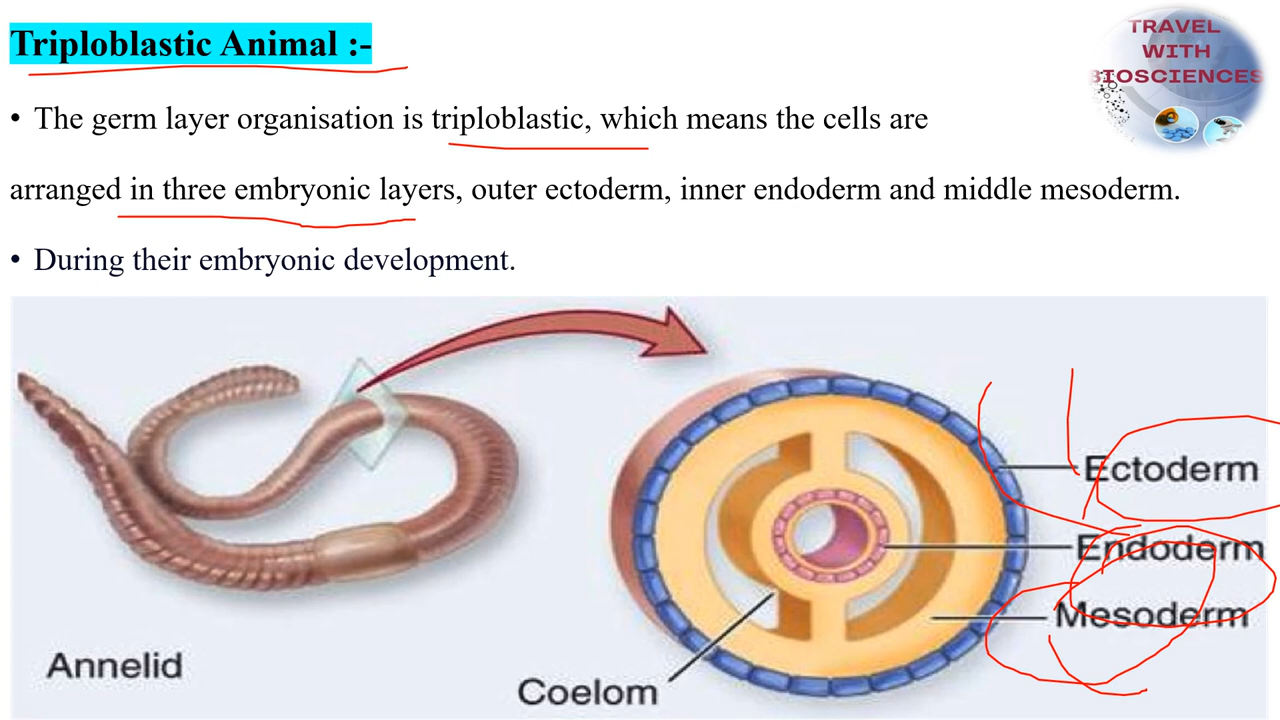 Triploblastic Animal :-
TRAVEL
WITH
BIOSCIENCES
• The germ layer organisation is triploblastic, which means the cells are
arranged in three embryonic layers, outer ectoderm, inner endoderm and middle mesoderm.
• During their embryonic development.
Ectoderm
Endoderm
Mesoderm
Annelid
Coelom